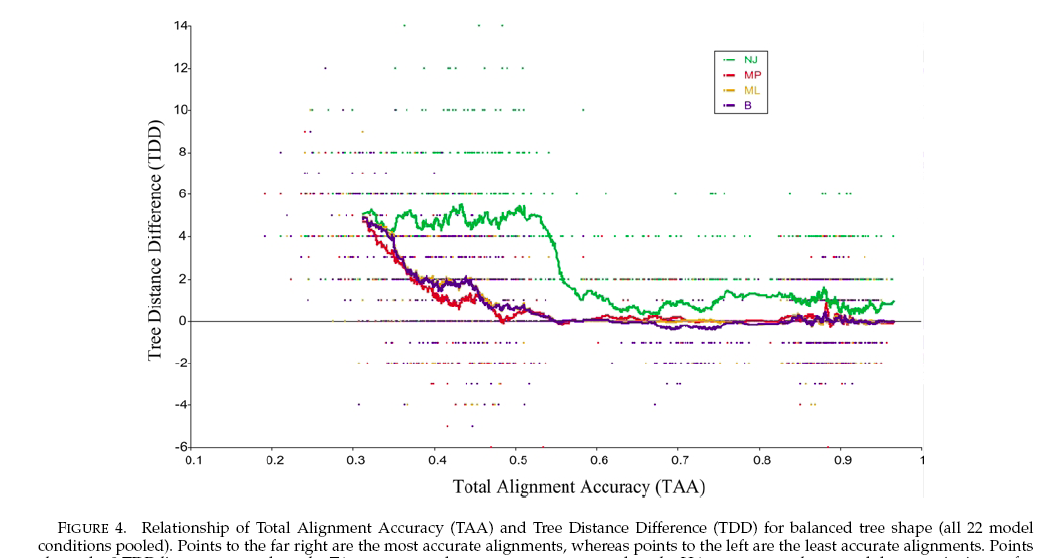 14
12
10
8
6
4
2
0
-2
-4
-6
Tree Distance Difference (TDD)
NJ
MP
ML
B
0.1 0.2 0.3 0.4 0.5 0.6 0.7 0.8 0.9 1
Total Alignment Accuracy (TAA)
FIGURE 4. Relationship of Total Alignment Accuracy (TAA) and Tree Distance Difference (TDD) for balanced tree shape (all 22 model
conditions pooled). Points to the far right are the most accurate alignments, whereas points to the left are the least accurate alignments. Points